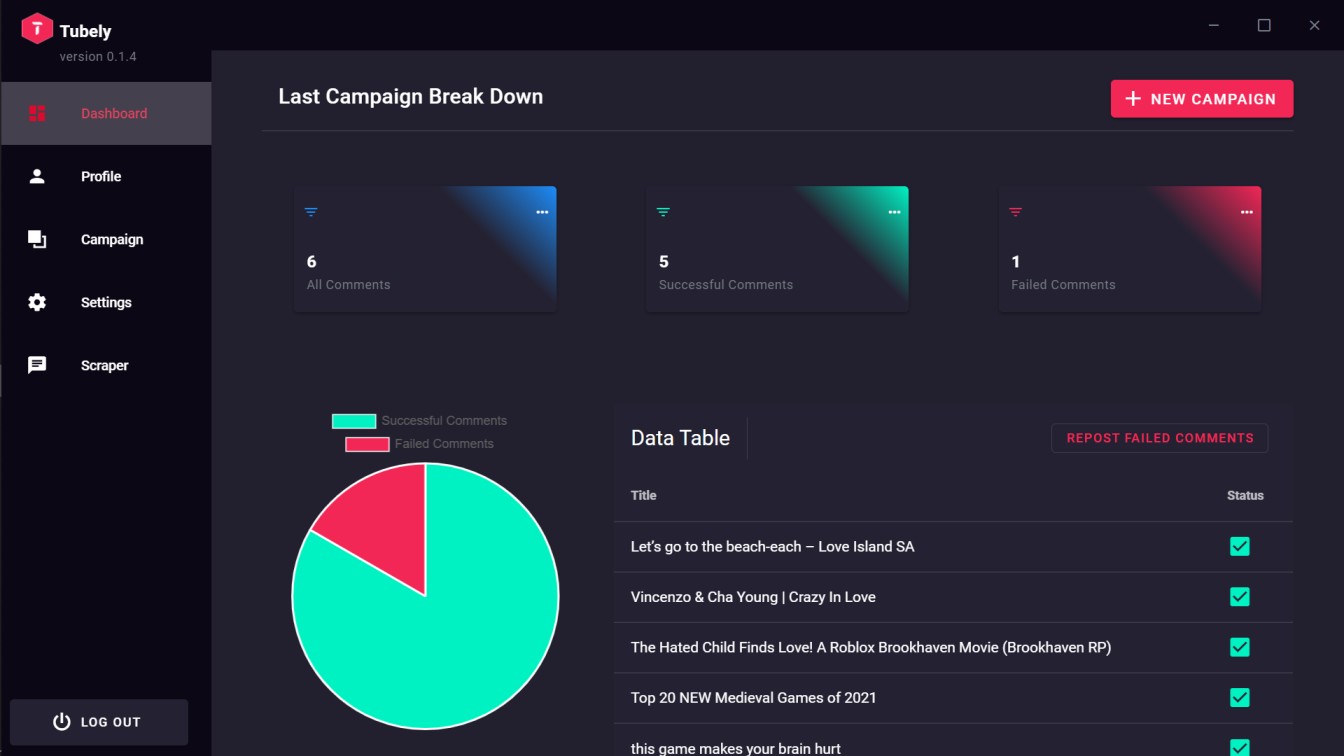 Tubely
version 0.1.4
Dashboard
Profile
Campaign
Settings
Scraper
LOG OUT
Last Campaign Break Down
NEW CAMPAIGN
6
All Comments
5
Successful Comments
1
Failed Comments
Successful Comments
Failed Comments
Data Table
REPOST FAILED COMMENTS
Title Status
Let's go to the beach-each – Love Island SA
Vincenzo & Cha Young | Crazy In Love
The Hated Child Finds Love! A Roblox Brookhaven Movie (Brookhaven RP)
Top 20 NEW Medieval Games of 2021
this game makes your brain hurt